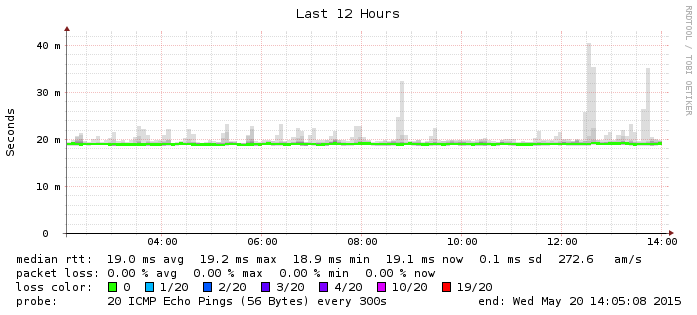 Last 12 Hours
RRDTOOL / TOBI OETIKER
Seconds
40 m
30 m
20 m
10 m
0
04:00 06:00 08:00 10:00 12:00 14:00
median rtt: 19.0 ms avg 19.2 ms max 18.9 ms min 19.1 ms now 0.1 ms sd 272.6 am/s
packet loss: 0.00 % avg 0.00 % max 0.00 % min 0.00 % now
loss color: 0 1/20 2/20 3/20 4/20 10/20 19/20
probe: 20 ICMP Echo Pings (56 Bytes) every 300s end: Wed May 20 14:05:08 2015